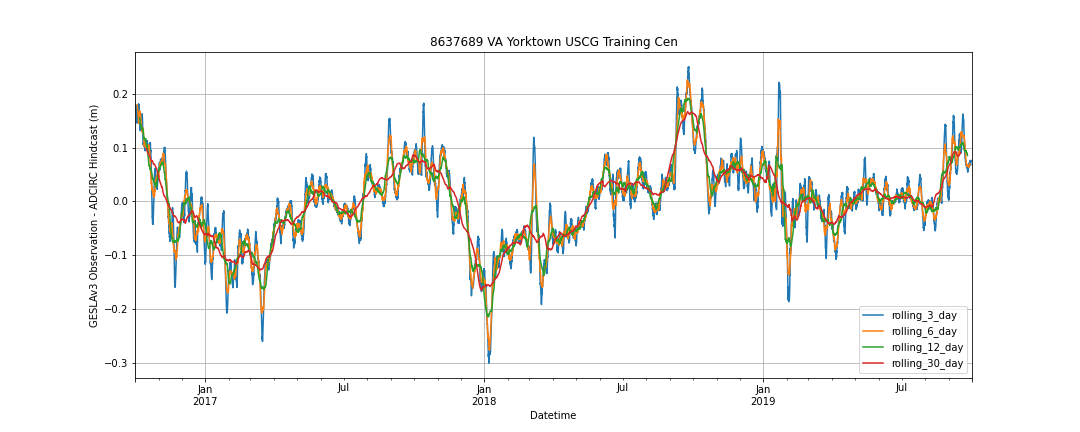 8637689 VA Yorktown USCG Training Cen
GESLAv3 Observation - ADCIRC Hindcast (m)
0.2
0.1
0.0
−0.1
−0.2
−0.3
Jan
2017
Jul
Jan
2018
Jul
Jan
2019
Jul
Datetime
rolling_3_day
rolling_6_day
rolling_12_day
rolling_30_day